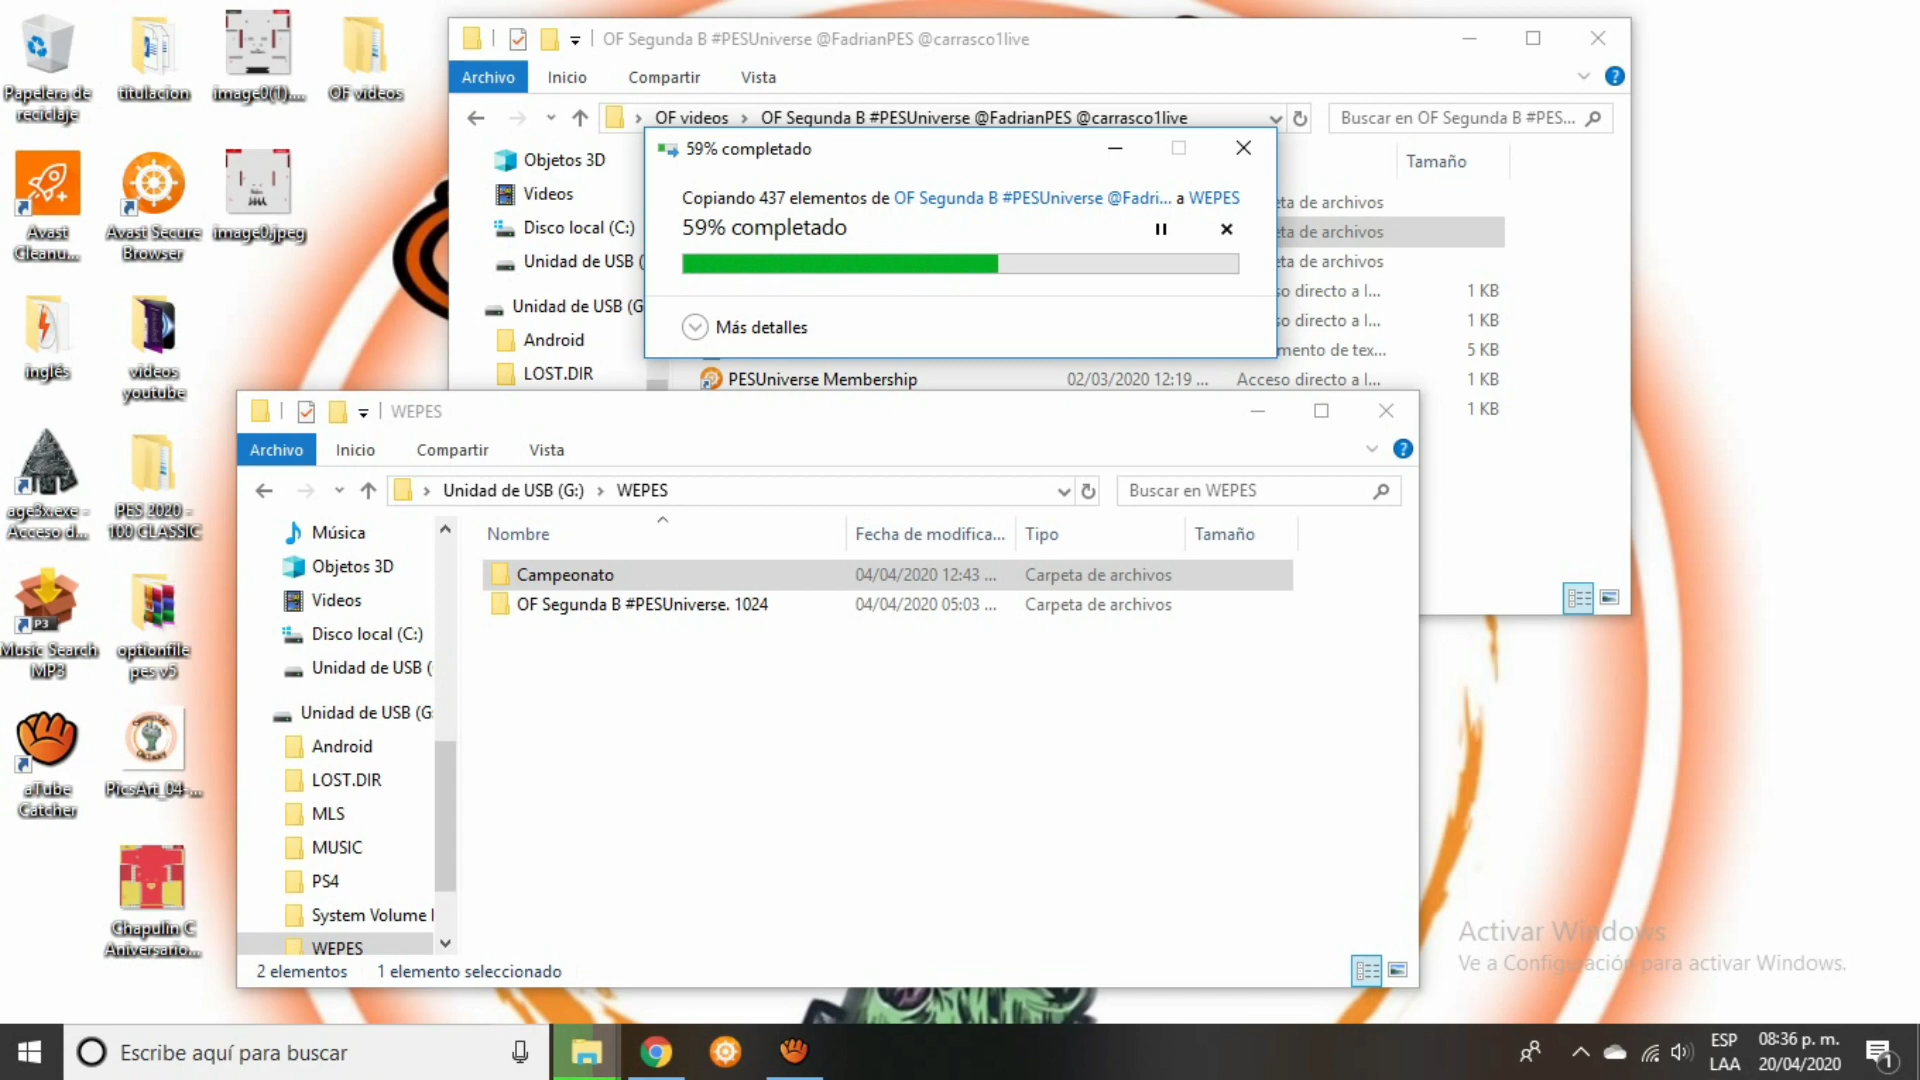 Papelera de
reciclaje
titulacion
image0(1)....
OF videos
Avast
Cleanu...
Avast Secure
Browser
image0.jpeg
inglés
videos
youtube
age3x.exe -
Acceso d...
PES 2020 -
100 CLASSIC
P3
Music Search
MP3
optionfile
pes v5
aTube
Catcher
PicsArt_04-...
Chapulin C
Aniversario...
OF Segunda B #PESUniverse @FadrianPES @carrasco1live
Archivo Inicio Compartir Vista
OF videos > OF Segunda B #PESUniverse @FadrianPES @carrasco1live
Buscar en OF Segunda B #PES...
Objetos 3D
Videos
Disco local (C:)
Unidad de USB (
Unidad de USB (G
Android
LOST.DIR
Tamaño
ta de archivos
ta de archivos
ta de archivos
so directo a l... 1 KB
so directo a l... 1 KB
mento de tex... 5 KB
PESUniverse Membership 02/03/2020 12:19 ... Acceso directo a l... 1 KB
1 KB
59% completado
Copiando 437 elementos de OF Segunda B #PESUniverse @Fadri... a WEPES
59% completado
Más detalles
WEPES
Archivo Inicio Compartir Vista
Unidad de USB (G:) > WEPES
Buscar en WEPES
Música
Objetos 3D
Videos
Disco local (C:)
Unidad de USB (
Unidad de USB (G:
Android
LOST.DIR
MLS
MUSIC
PS4
System Volume I
WEPES
Nombre Fecha de modifica... Tipo Tamaño
Campeonato 04/04/2020 12:43 ... Carpeta de archivos
OF Segunda B #PESUniverse. 1024 04/04/2020 05:03 ... Carpeta de archivos
2 elementos 1 elemento seleccionado
Activar Windows
Ve a Configuración para activar Windows.
Escribe aquí para buscar
ESP
LAA
08:36 p. m.
20/04/2020
1